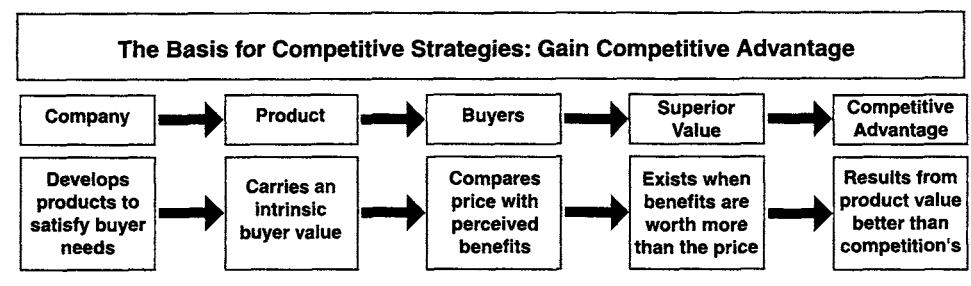 The Basis for Competitive Strategies: Gain Competitive Advantage
Company
Product
Buyers
Superior
Value
Competitive
Advantage
Develops
products to
satisfy buyer
needs
Carries an
intrinsic
buyer value
Compares
price with
perceived
benefits
Exists when
benefits are
worth more
than the price
Results from
product value
better than
competition's